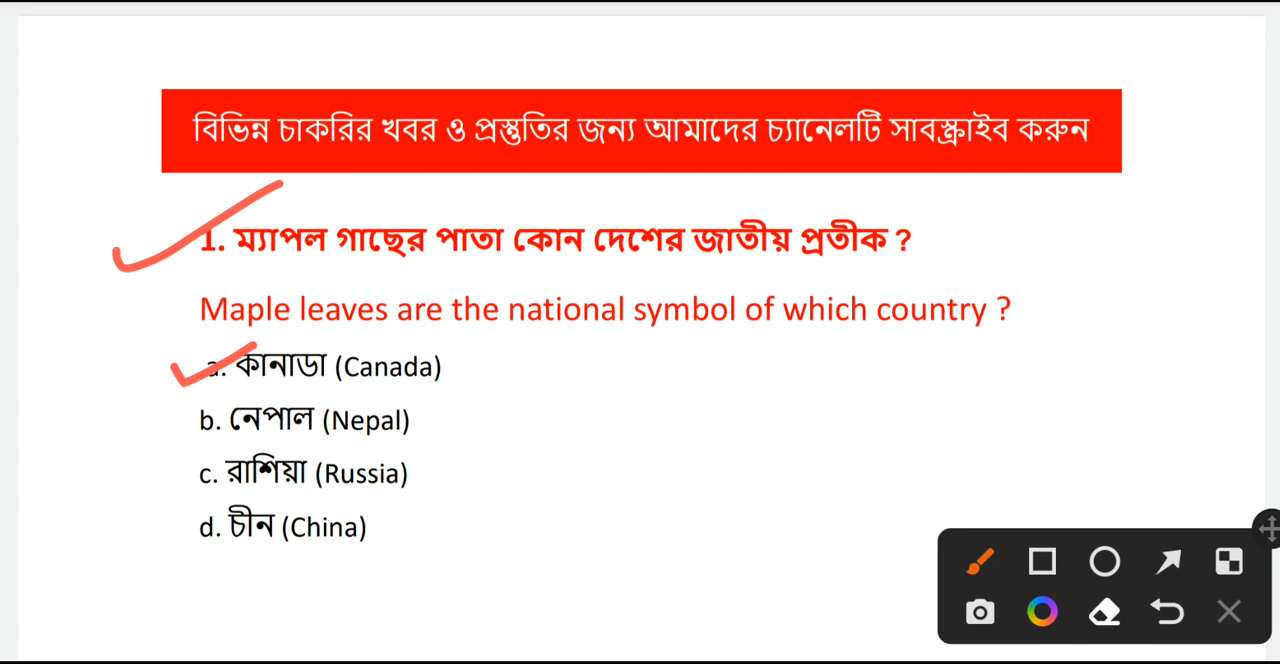 বিভিন্ন চাকরির খবর ও প্রস্তুতির জন্য আমাদের চ্যানেলটি সাবস্ক্রাইব করুন
1. ম্যাপল গাছের পাতা কোন দেশের জাতীয় প্রতীক ?
Maple leaves are the national symbol of which country ?
a. কানাডা (Canada)
b. নেপাল (Nepal)
c. রাশিয়া (Russia)
d. চীন (China)